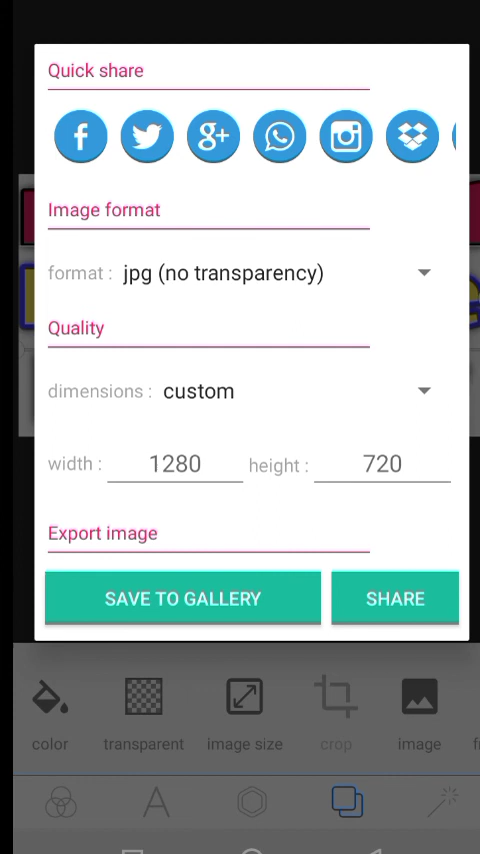 Quick share
Image format
format : jpg (no transparency)
Quality
dimensions : custom
width : 1280 height : 720
Export image
SAVE TO GALLERY SHARE
color transparent image size crop image